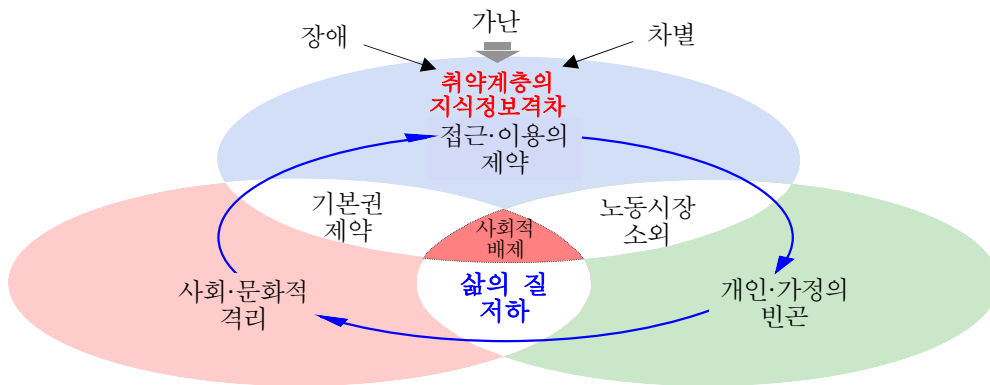 가난
장애
차별
취약계층의
지식정보격차
접근·이용의
제약
기본권
제약
노동시장
소외
사회적
배제
삶의 질
저하
사회·문화적
격리
개인·가정의
빈곤